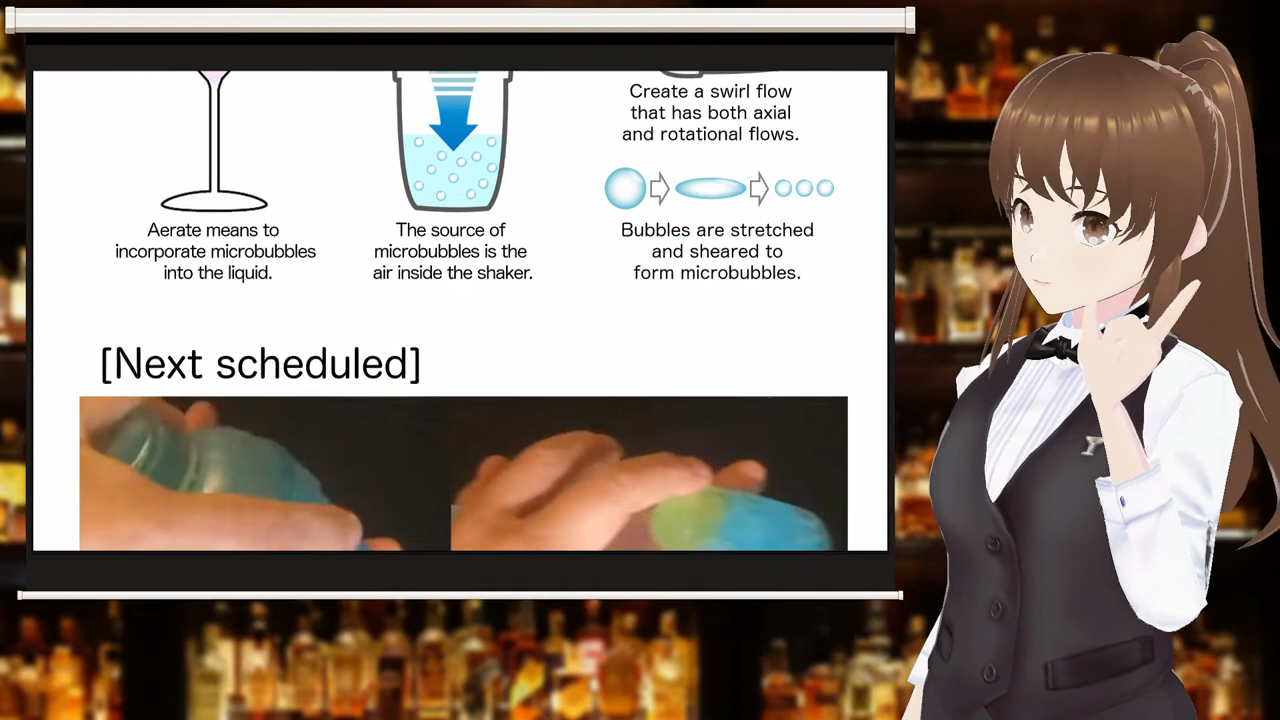 Aerate means to
incorporate microbubbles
into the liquid.
The source of
microbubbles is the
air inside the shaker.
Create a swirl flow
that has both axial
and rotational flows.
Bubbles are stretched
and sheared to
form microbubbles.
[Next scheduled]
Y